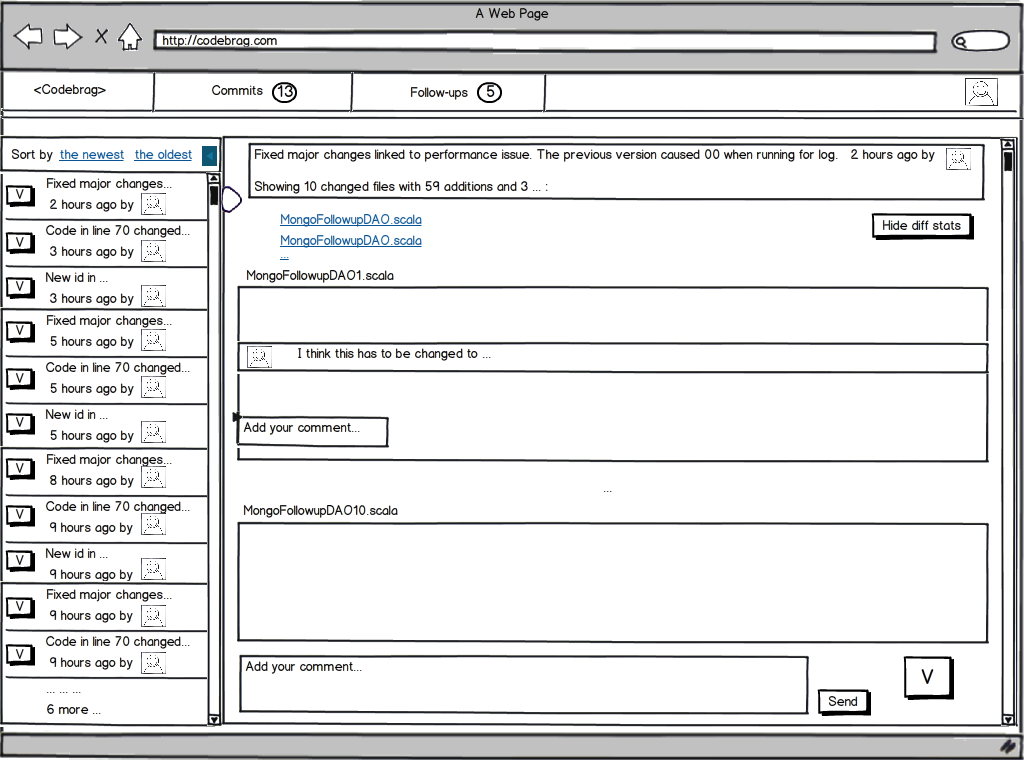 A Web Page
http://codebrag.com
<Codebrag> Commits 13 Follow-ups 5
Sort by the newest the oldest
V Fixed major changes...
2 hours ago by
V Code in line 70 changed...
3 hours ago by
V New id in ...
3 hours ago by
V Fixed major changes...
5 hours ago by
V Code in line 70 changed...
5 hours ago by
V New id in ...
5 hours ago by
V Fixed major changes...
8 hours ago by
V Code in line 70 changed...
9 hours ago by
V New id in ...
9 hours ago by
V Fixed major changes...
9 hours ago by
V Code in line 70 changed...
9 hours ago by
... ... ...
6 more ...
Fixed major changes linked to performance issue. The previous version caused 00 when running for log. 2 hours ago by
Showing 10 changed files with 59 additions and 3 ... :
MongoFollowupDAO.scala
Hide diff stats
MongoFollowupDAO.scala
...
MongoFollowupDAO1.scala
I think this has to be changed to ...
Add your comment...
...
MongoFollowupDAO10.scala
Add your comment...
V
Send